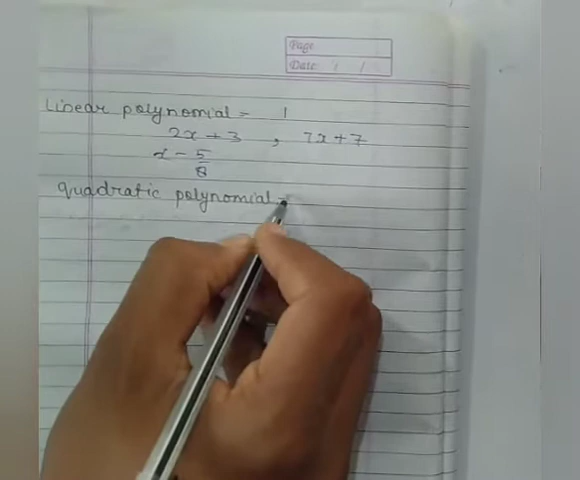 Page
Date: / /
Linear polynomial = 1
2x + 3 , 7x + 7
x - 5/8
Quadratic polynomial =